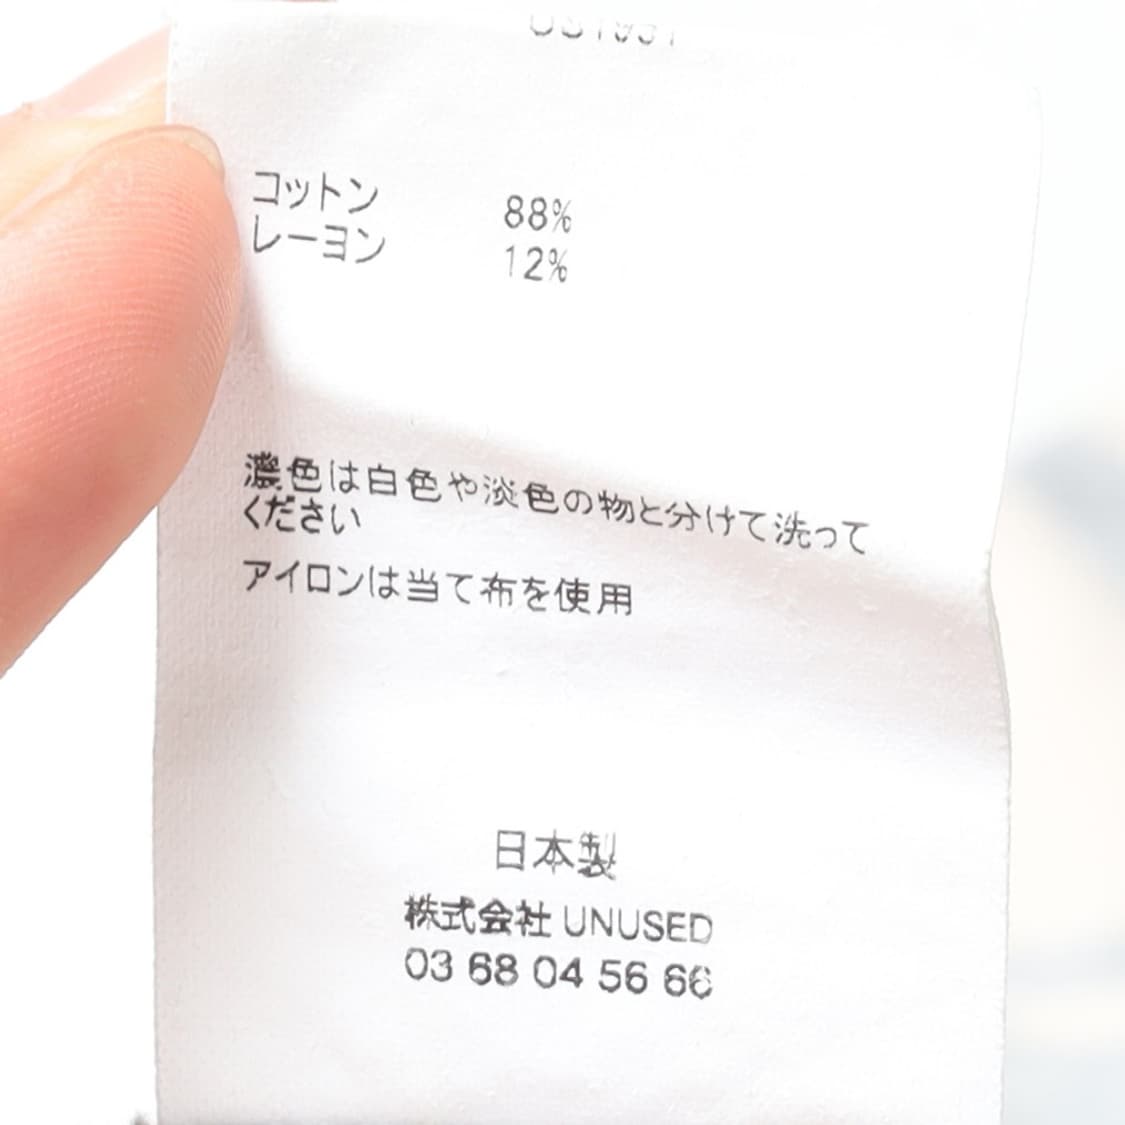 コットン 88%
レーヨン 12%
濃色は白色や淡色の物と分けて洗って
ください
アイロンは当て布を使用
日本製
株式会社 UNUSED
03 68 04 56 66